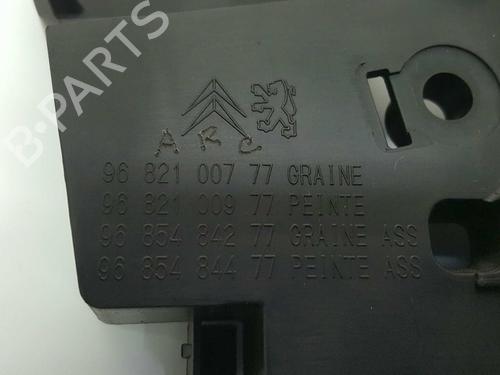 B-PARTS
A R C
96 821 007 77 GRAINE
96 821 009 77 PEINTE
96 854 842 77 GRAINE ASS
96 854 844 77 PEINTE ASS